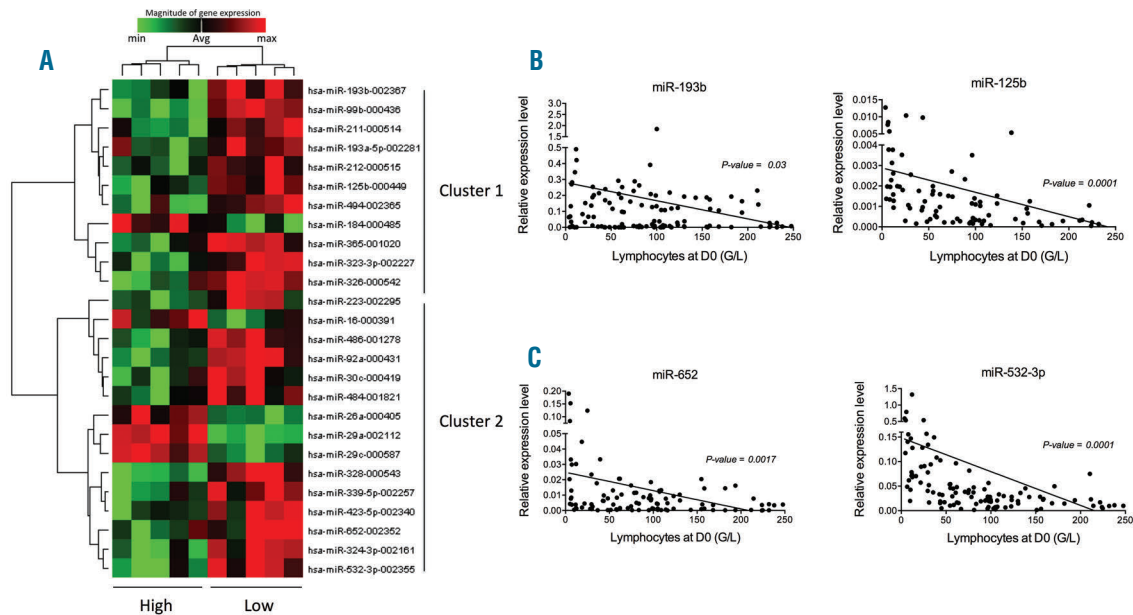 Magnitude of gene expression
min Avg max
A
hsa-miR-193b-002367
hsa-miR-99b-000436
hsa-miR-211-000514
hsa-miR-193a-5p-002281
hsa-miR-212-000515
hsa-miR-125b-000449
hsa-miR-494-002365
hsa-miR-184-000485
hsa-miR-365-001020
hsa-miR-323-3p-002227
hsa-miR-326-000542
hsa-miR-223-002295
hsa-miR-16-000391
hsa-miR-486-001278
hsa-miR-92a-000431
hsa-miR-30c-000419
hsa-miR-484-001821
hsa-miR-26a-000405
hsa-miR-29a-002112
hsa-miR-29c-000587
hsa-miR-328-000543
hsa-miR-339-5p-002257
hsa-miR-423-5p-002340
hsa-miR-652-002352
hsa-miR-324-3p-002161
hsa-miR-532-3p-002355
Cluster 1
Cluster 2
High Low
B
miR-193b
Relative expression level
3.0
2.5
2.0
1.5
1.0
0.5
0.5
0.4
0.3
0.2
0.1
0.0
P-value = 0.03
0 50 100 150 200 250
Lymphocytes at D0 (G/L)
miR-125b
Relative expression level
0.015
0.010
0.005
0.004
0.003
0.002
0.001
0.000
P-value = 0.0001
0 50 100 150 200 250
Lymphocytes at D0 (G/L)
C
miR-652
Relative expression level
0.20
0.15
0.10
0.05
0.04
0.03
0.02
0.01
0.00
P-value = 0.0017
0 50 100 150 200 250
Lymphocytes at D0 (G/L)
miR-532-3p
Relative expression level
1.5
1.0
0.5
0.15
0.10
0.05
0.00
P-value = 0.0001
0 50 100 150 200 250
Lymphocytes at D0 (G/L)